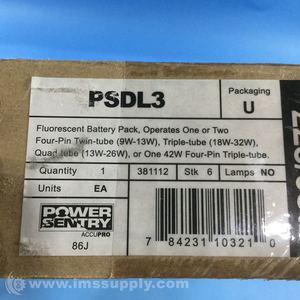 PSDL3
Packaging
U
Fluorescent Battery Pack, Operates One or Two
Four-Pin Twin-tube (9W-13W), Triple-tube (18W-32W),
Quad-tube (13W-26W), or One 42W Four-Pin Triple-tube.
Quantity 1 381112 Stk 6 Lamps NO
Units EA
POWER
SENTRY
ACCUPRO
86J
7 84231 10321 0
© www.imssupply.com